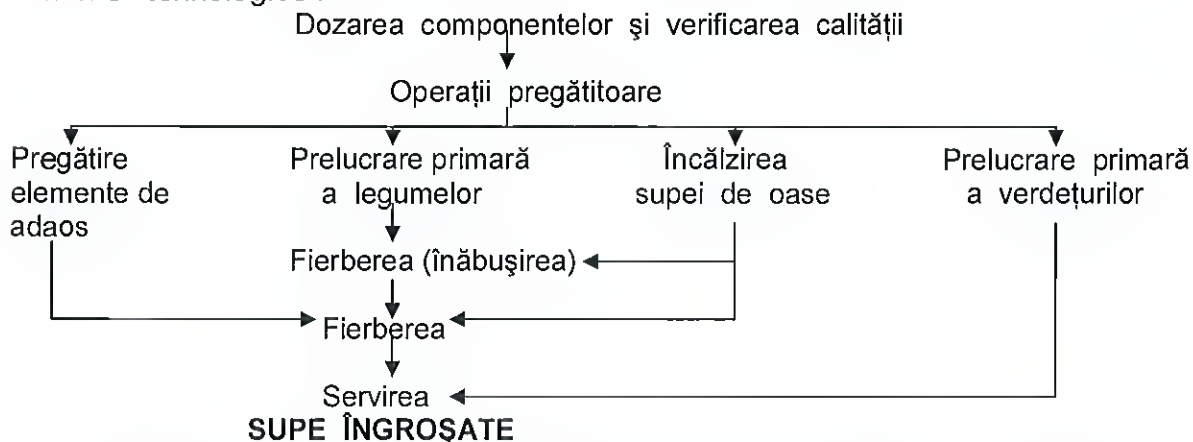 Dozarea componentelor şi verificarea calităţii
Operaţii pregătitoare
Pregătire
elemente de
adaos
Prelucrare primară
a legumelor
Încălzirea
supei de oase
Prelucrare primară
a verdeţurilor
Fierberea (înăbuşirea)
Fierberea
Servirea
SUPE ÎNGROŞATE